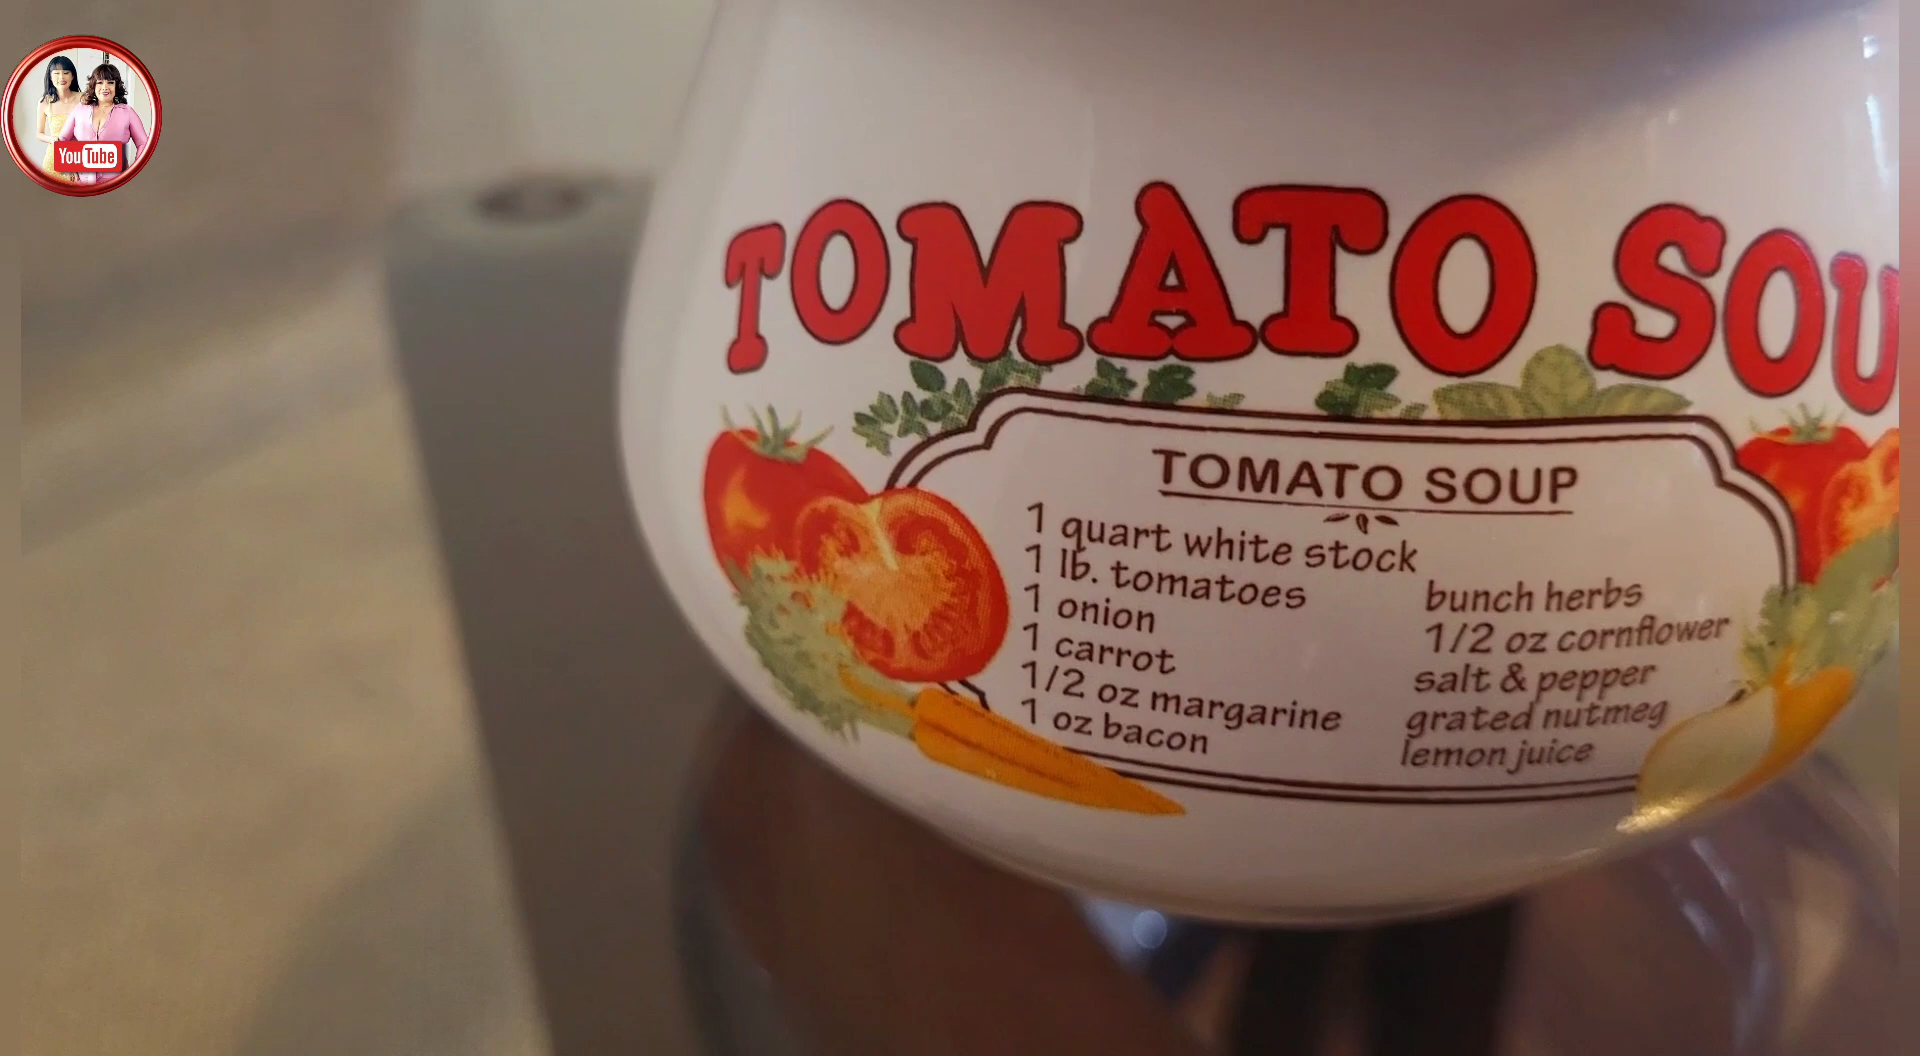 YouTube
TOMATO SOU
TOMATO SOUP
1 quart white stock
1 lb. tomatoes
1 onion
1 carrot
1/2 oz margarine
1 oz bacon
bunch herbs
1/2 oz cornflower
salt & pepper
grated nutmeg
lemon juice